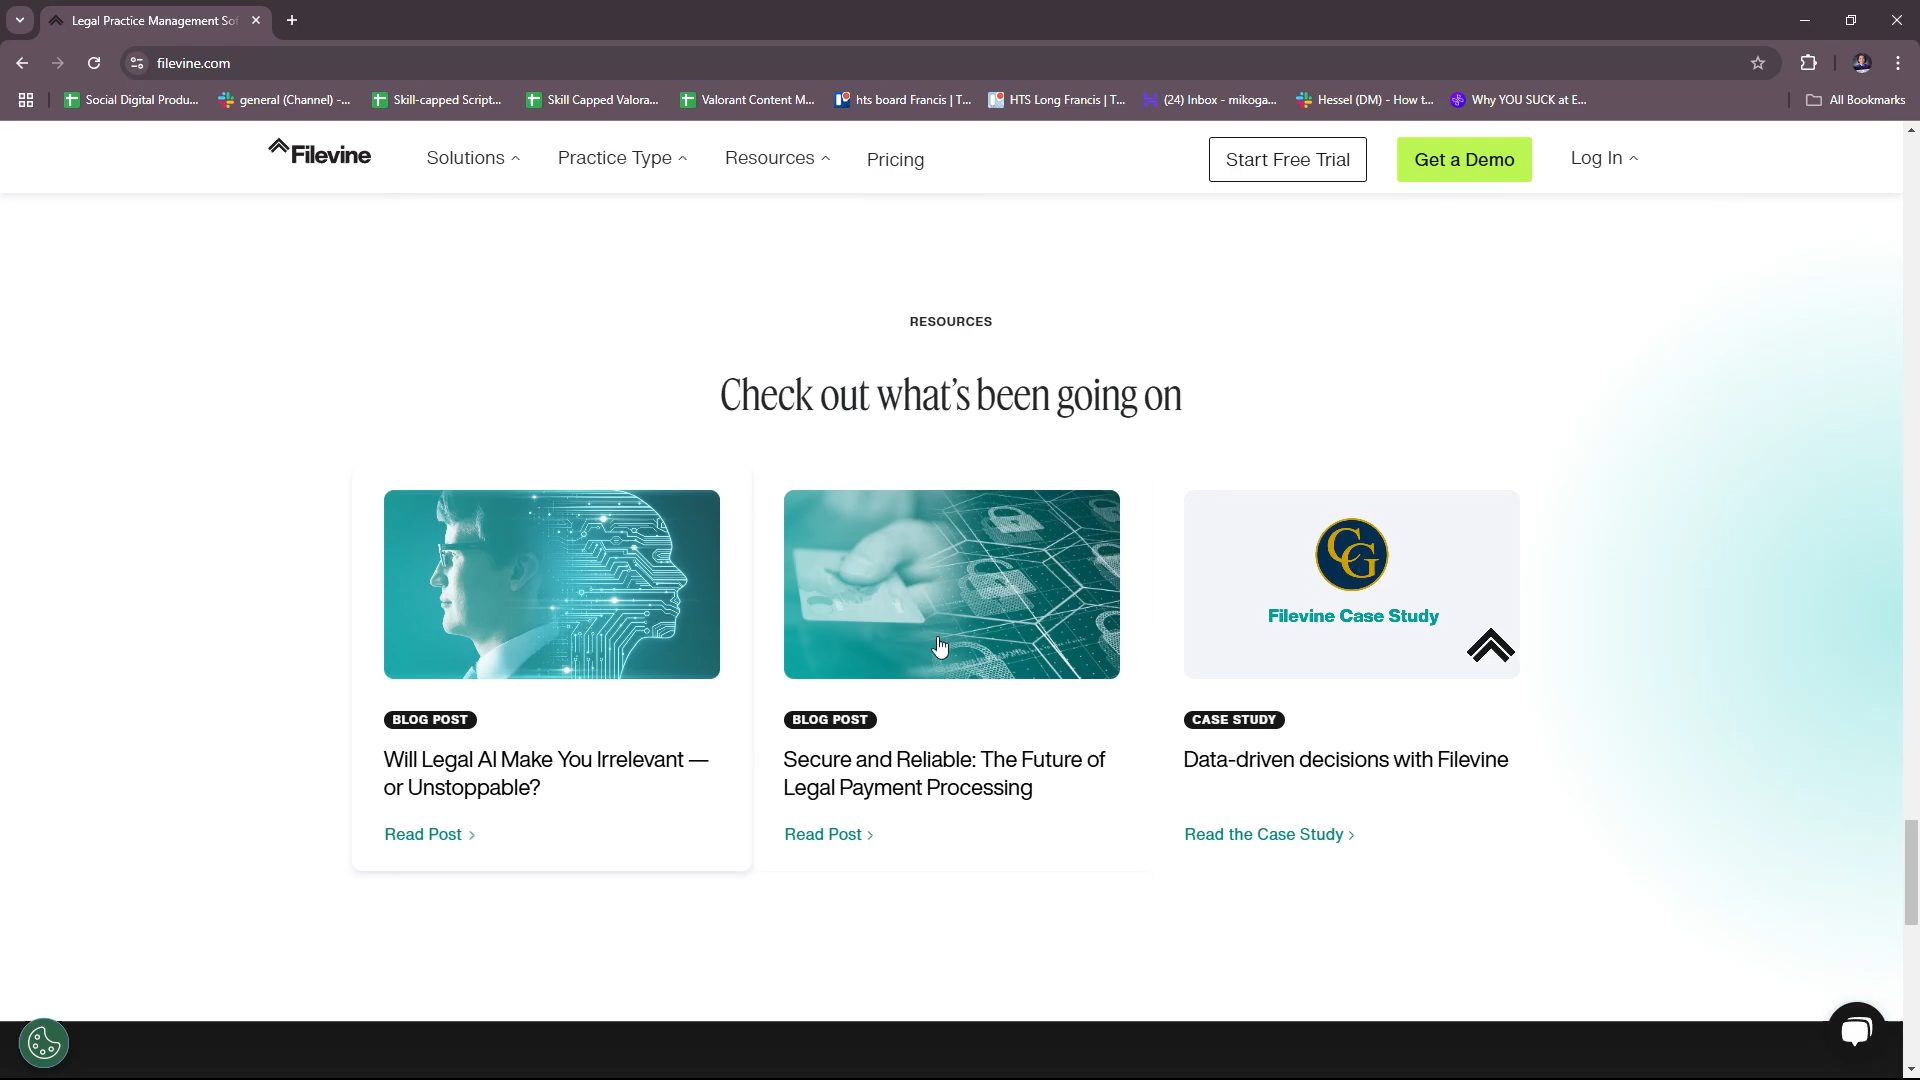 Legal Practice Management Sof
filevine.com
Social Digital Produ...
general (Channel) -...
Skill-capped Script...
Skill Capped Valora...
Valorant Content M...
hts board Francis | T...
HTS Long Francis | T...
(24) Inbox - mikoga...
Hessel (DM) - How t...
Why YOU SUCK at E...
All Bookmarks
Filevine
Solutions
Practice Type
Resources
Pricing
Start Free Trial
Get a Demo
Log In
RESOURCES
Check out what's been going on
CG
Filevine Case Study
BLOG POST
Will Legal AI Make You Irrelevant —
or Unstoppable?
Read Post >
BLOG POST
Secure and Reliable: The Future of
Legal Payment Processing
Read Post >
CASE STUDY
Data-driven decisions with Filevine
Read the Case Study >